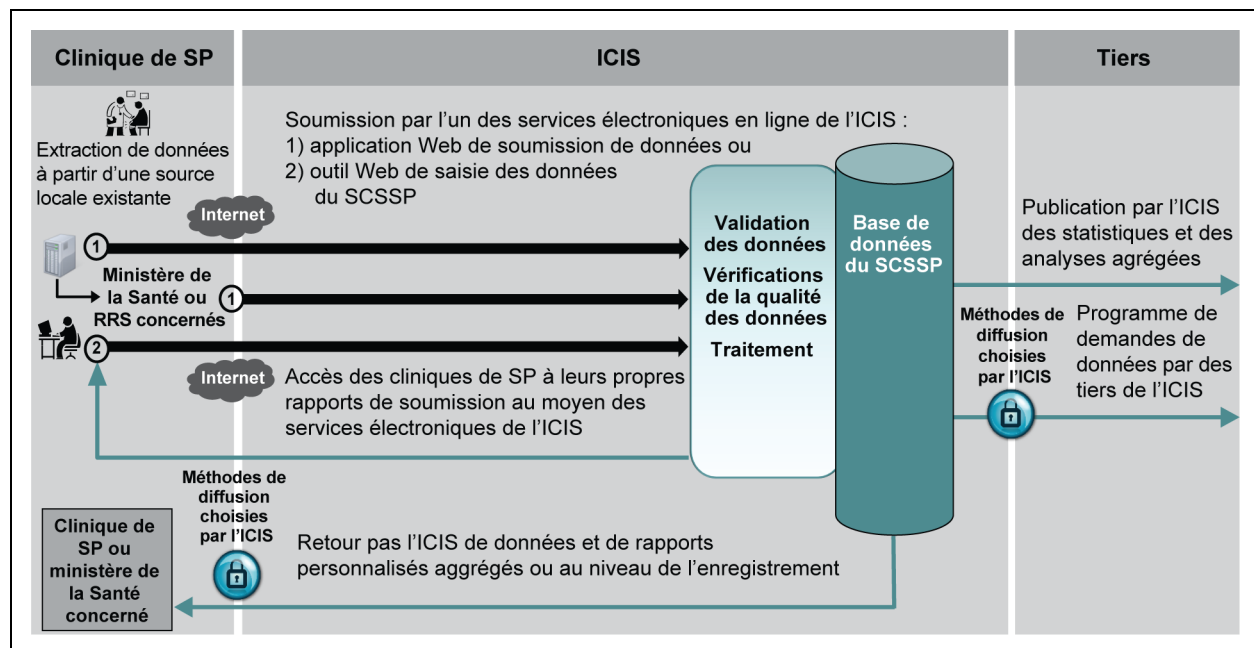 Clinique de SP
ICIS
Tiers
Extraction de données
à partir d’une source
locale existante
Soumission par l’un des services électroniques en ligne de l’ICIS :
1) application Web de soumission de données ou
2) outil Web de saisie des données
du SCSSP
Internet
1
Ministère de
la Santé ou
RRS concernés
1
2
Internet
Accès des cliniques de SP à leurs propres
rapports de soumission au moyen des
services électroniques de l’ICIS
Validation
des données
Vérifications
de la qualité
des données
Traitement
Base de
données
du SCSSP
Publication par l’ICIS
des statistiques et des
analyses agrégées
Méthodes de
diffusion
choisies
par l’ICIS
Programme de
demandes de
données par des
tiers de l’ICIS
Méthodes de
diffusion
choisies
par l’ICIS
Clinique de
SP ou
ministère de
la Santé
concerné
Retour pas l’ICIS de données et de rapports
personnalisés aggrégés ou au niveau de l’enregistrement